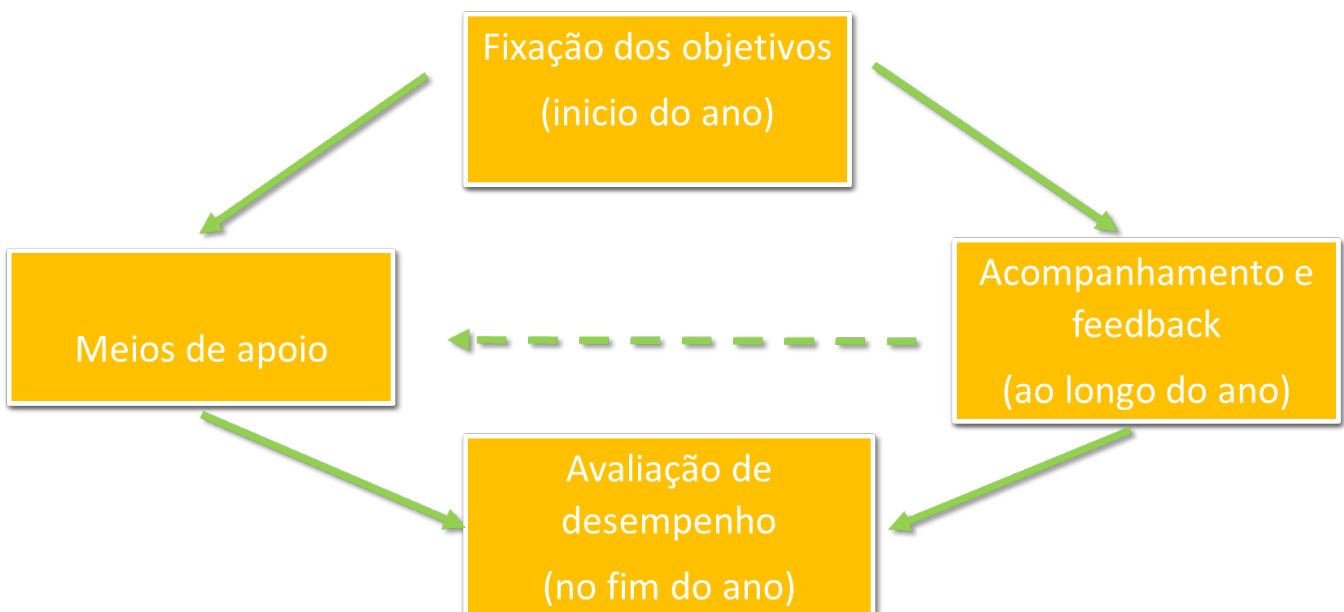 Fixação dos objetivos
(inicio do ano)
Meios de apoio
Acompanhamento e
feedback
(ao longo do ano)
Avaliação de
desempenho
(no fim do ano)